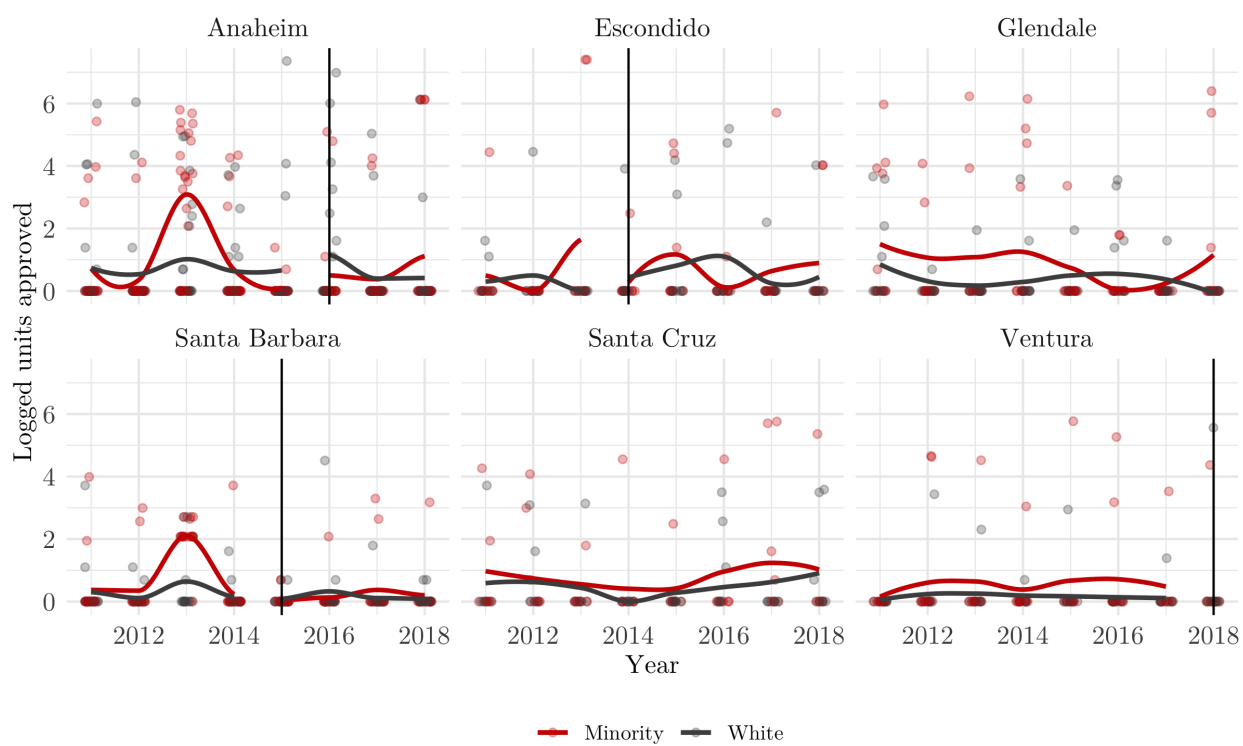 Anaheim Escondido Glendale
6
4
2
0
Santa Barbara Santa Cruz Ventura
6
4
2
0
Logged units approved
2012 2014 2016 2018 2012 2014 2016 2018 2012 2014 2016 2018
Year
Minority White